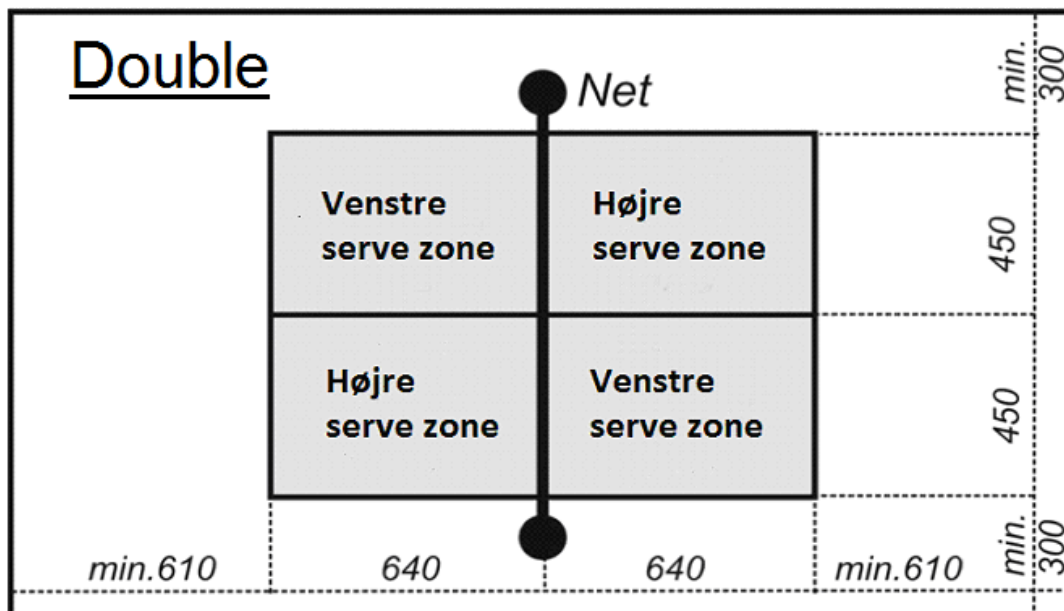 Double
Net
min.
300
Venstre
serve zone
Højre
serve zone
450
Højre
serve zone
Venstre
serve zone
450
min.610
640
640
min.610
min.
300